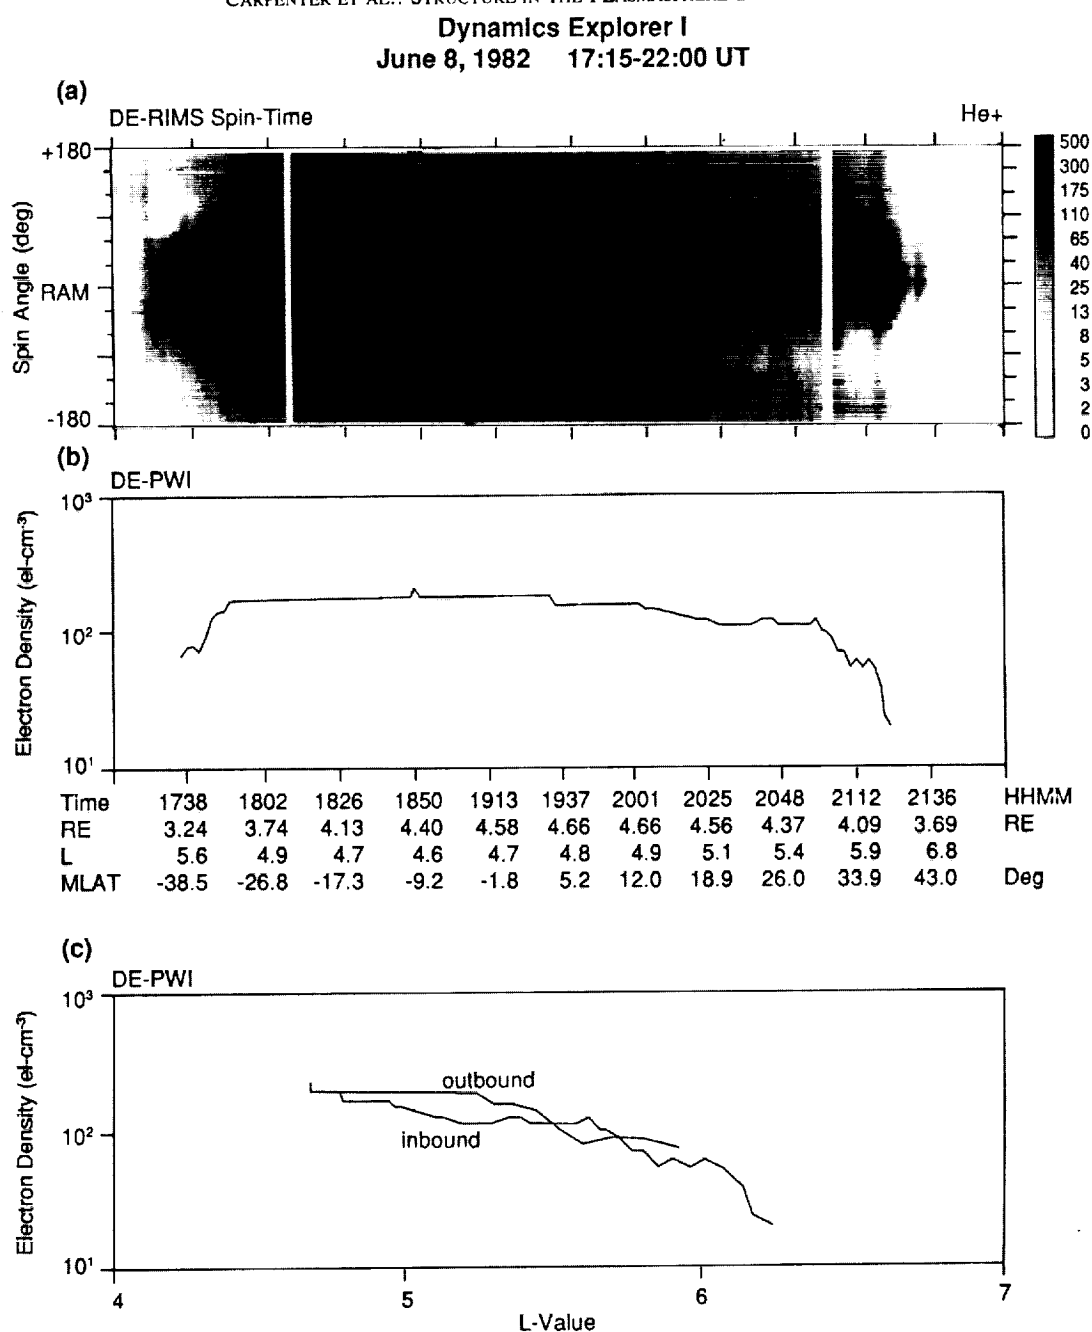 CARPENTER ET AL.: STRUCTURE IN THE PLASMASPHERE
Dynamics Explorer I
June 8, 1982 17:15-22:00 UT
(a)
DE-RIMS Spin-Time
He+
+180
RAM
-180
Spin Angle (deg)
500
300
175
110
65
40
25
13
8
5
3
2
0
(b)
DE-PWI
10³
10²
10¹
Electron Density (el-cm⁻³)
Time 1738 1802 1826 1850 1913 1937 2001 2025 2048 2112 2136 HHMM
RE 3.24 3.74 4.13 4.40 4.58 4.66 4.66 4.56 4.37 4.09 3.69 RE
L 5.6 4.9 4.7 4.6 4.7 4.8 4.9 5.1 5.4 5.9 6.8
MLAT -38.5 -26.8 -17.3 -9.2 -1.8 5.2 12.0 18.9 26.0 33.9 43.0 Deg
(c)
DE-PWI
10³
10²
10¹
Electron Density (el-cm⁻³)
outbound
inbound
4 5 6 7
L-Value